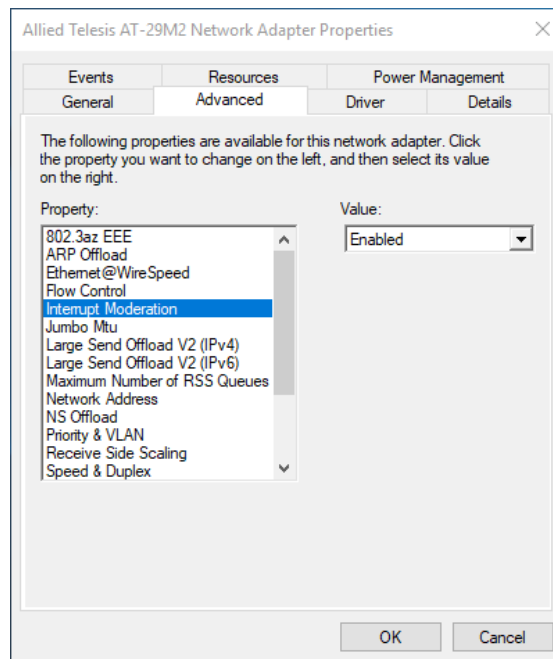 Allied Telesis AT-29M2 Network Adapter Properties
Events Resources Power Management
General Advanced Driver Details
The following properties are available for this network adapter. Click
the property you want to change on the left, and then select its value
on the right.
Property: Value:
802.3az EEE
ARP Offload
Ethernet@WireSpeed
Flow Control
Interrupt Moderation
Jumbo Mtu
Large Send Offload V2 (IPv4)
Large Send Offload V2 (IPv6)
Maximum Number of RSS Queues
Network Address
NS Offload
Priority & VLAN
Receive Side Scaling
Speed & Duplex
Enabled
OK Cancel